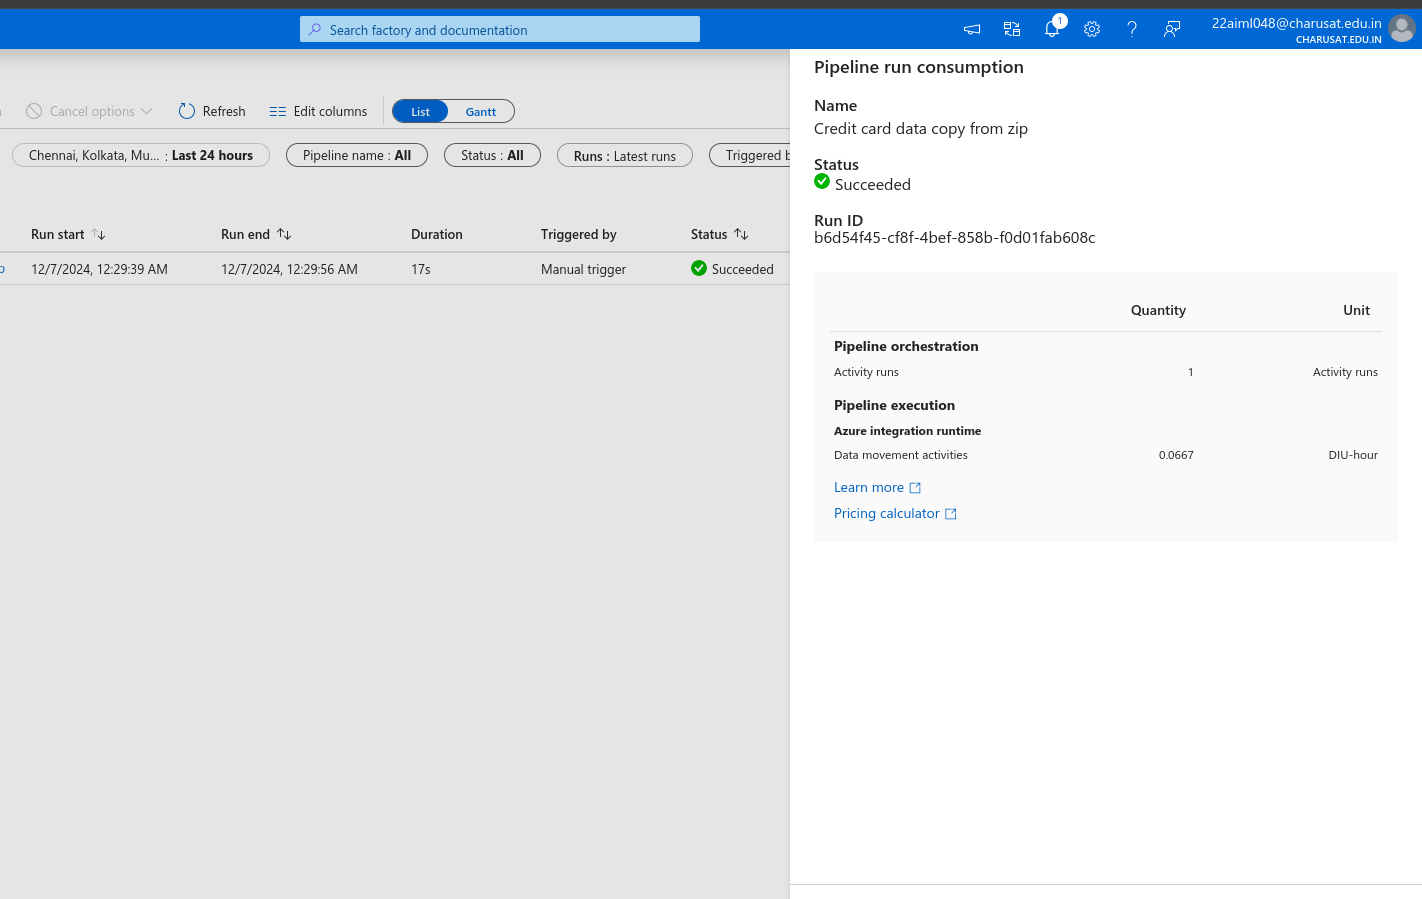 Search factory and documentation
1
22aiml048@charusat.edu.in
CHARUSAT.EDU.IN
Cancel options
Refresh
Edit columns
List
Gantt
Chennai, Kolkata, Mu... : Last 24 hours
Pipeline name : All
Status : All
Runs : Latest runs
Triggered b
Run start
Run end
Duration
Triggered by
Status
12/7/2024, 12:29:39 AM
12/7/2024, 12:29:56 AM
17s
Manual trigger
Succeeded
Pipeline run consumption
Name
Credit card data copy from zip
Status
Succeeded
Run ID
b6d54f45-cf8f-4bef-858b-f0d01fab608c
Quantity
Unit
Pipeline orchestration
Activity runs
1
Activity runs
Pipeline execution
Azure integration runtime
Data movement activities
0.0667
DIU-hour
Learn more
Pricing calculator